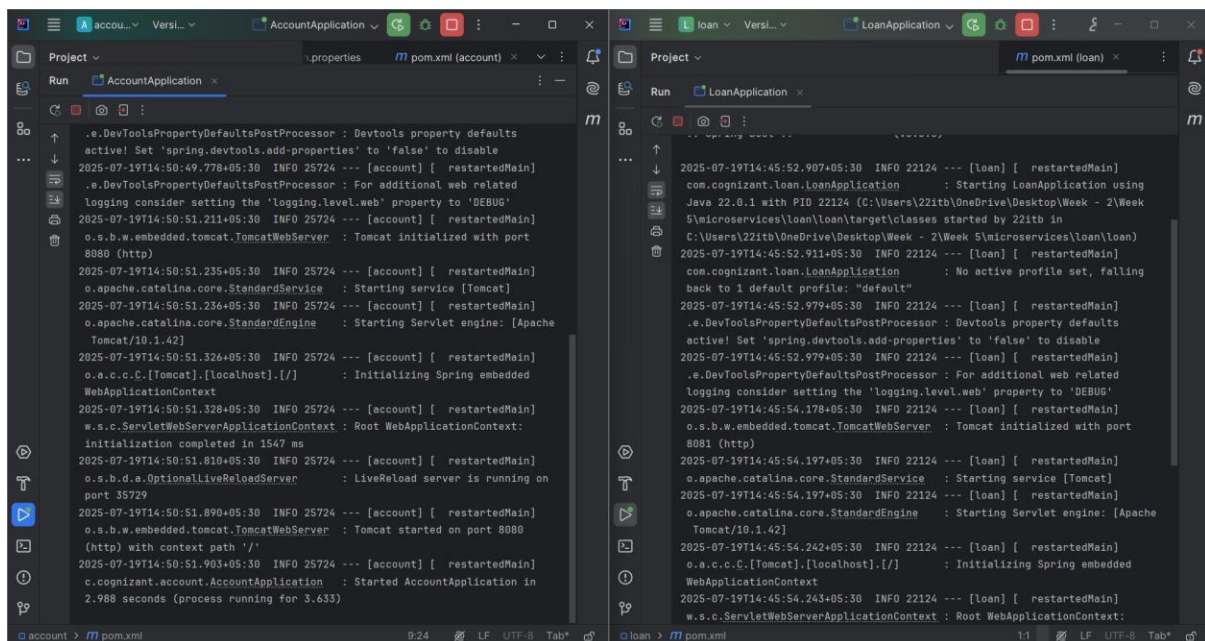 A accou... Versi... AccountApplication
Project
.properties
m pom.xml (account)
Run AccountApplication
.e.DevToolsPropertyDefaultsPostProcessor : Devtools property defaults
active! Set 'spring.devtools.add-properties' to 'false' to disable
2025-07-19T14:50:49.778+05:30 INFO 25724 --- [account] [ restartedMain]
.e.DevToolsPropertyDefaultsPostProcessor : For additional web related
logging consider setting the 'logging.level.web' property to 'DEBUG'
2025-07-19T14:50:51.211+05:30 INFO 25724 --- [account] [ restartedMain]
o.s.b.w.embedded.tomcat.TomcatWebServer : Tomcat initialized with port
8080 (http)
2025-07-19T14:50:51.235+05:30 INFO 25724 --- [account] [ restartedMain]
o.apache.catalina.core.StandardService : Starting service [Tomcat]
2025-07-19T14:50:51.236+05:30 INFO 25724 --- [account] [ restartedMain]
o.apache.catalina.core.StandardEngine : Starting Servlet engine: [Apache
Tomcat/10.1.42]
2025-07-19T14:50:51.326+05:30 INFO 25724 --- [account] [ restartedMain]
o.a.c.c.C.[Tomcat].[localhost].[/] : Initializing Spring embedded
WebApplicationContext
2025-07-19T14:50:51.328+05:30 INFO 25724 --- [account] [ restartedMain]
w.s.c.ServletWebServerApplicationContext : Root WebApplicationContext:
initialization completed in 1547 ms
2025-07-19T14:50:51.810+05:30 INFO 25724 --- [account] [ restartedMain]
o.s.b.d.a.OptionalLiveReloadServer : LiveReload server is running on
port 35729
2025-07-19T14:50:51.890+05:30 INFO 25724 --- [account] [ restartedMain]
o.s.b.w.embedded.tomcat.TomcatWebServer : Tomcat started on port 8080
(http) with context path '/'
2025-07-19T14:50:51.903+05:30 INFO 25724 --- [account] [ restartedMain]
c.cognizant.account.AccountApplication : Started AccountApplication in
2.988 seconds (process running for 3.633)
account > m pom.xml 9:24 LF UTF-8 Tab*
L loan Versi... LoanApplication
Project
m pom.xml (loan)
Run LoanApplication
2025-07-19T14:45:52.907+05:30 INFO 22124 --- [loan] [ restartedMain]
com.cognizant.loan.LoanApplication : Starting LoanApplication using
Java 22.0.1 with PID 22124 (C:\Users\22itb\OneDrive\Desktop\Week - 2\Week
5\microservices\loan\loan\target\classes started by 22itb in
C:\Users\22itb\OneDrive\Desktop\Week - 2\Week 5\microservices\loan\loan)
2025-07-19T14:45:52.911+05:30 INFO 22124 --- [loan] [ restartedMain]
com.cognizant.loan.LoanApplication : No active profile set, falling
back to 1 default profile: "default"
2025-07-19T14:45:52.979+05:30 INFO 22124 --- [loan] [ restartedMain]
.e.DevToolsPropertyDefaultsPostProcessor : Devtools property defaults
active! Set 'spring.devtools.add-properties' to 'false' to disable
2025-07-19T14:45:52.979+05:30 INFO 22124 --- [loan] [ restartedMain]
.e.DevToolsPropertyDefaultsPostProcessor : For additional web related
logging consider setting the 'logging.level.web' property to 'DEBUG'
2025-07-19T14:45:54.178+05:30 INFO 22124 --- [loan] [ restartedMain]
o.s.b.w.embedded.tomcat.TomcatWebServer : Tomcat initialized with port
8081 (http)
2025-07-19T14:45:54.197+05:30 INFO 22124 --- [loan] [ restartedMain]
o.apache.catalina.core.StandardService : Starting service [Tomcat]
2025-07-19T14:45:54.197+05:30 INFO 22124 --- [loan] [ restartedMain]
o.apache.catalina.core.StandardEngine : Starting Servlet engine: [Apache
Tomcat/10.1.42]
2025-07-19T14:45:54.242+05:30 INFO 22124 --- [loan] [ restartedMain]
o.a.c.c.C.[Tomcat].[localhost].[/] : Initializing Spring embedded
WebApplicationContext
2025-07-19T14:45:54.243+05:30 INFO 22124 --- [loan] [ restartedMain]
w.s.c.ServletWebServerApplicationContext : Root WebApplicationContext:
loan > m pom.xml 1:1 LF UTF-8 Tab*